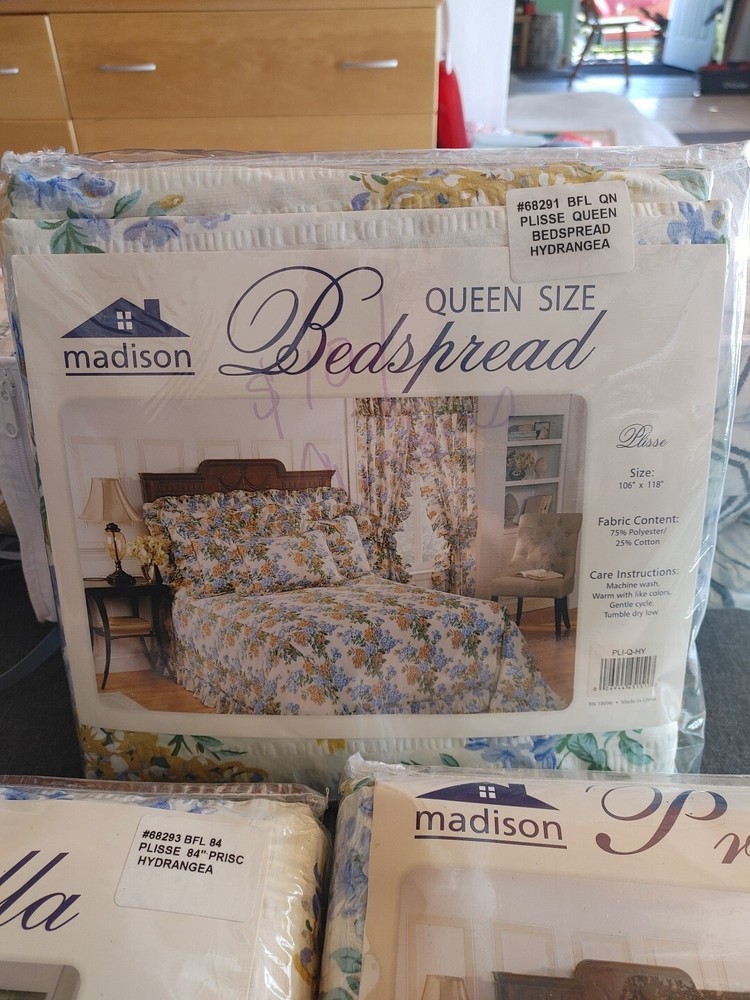 #68291 BFL QN
PLISSE QUEEN
BEDSPREAD
HYDRANGEA
madison
QUEEN SIZE
Bedspread
Plisse
Size:
106" x 118"
Fabric Content:
75% Polyester/
25% Cotton
Care Instructions:
Machine wash,
Warm with like colors,
Gentle cycle,
Tumble dry low
PLI-Q-HY
Made in China
#68293 BFL 84
PLISSE 84" PRISC
HYDRANGEA
lla
madison